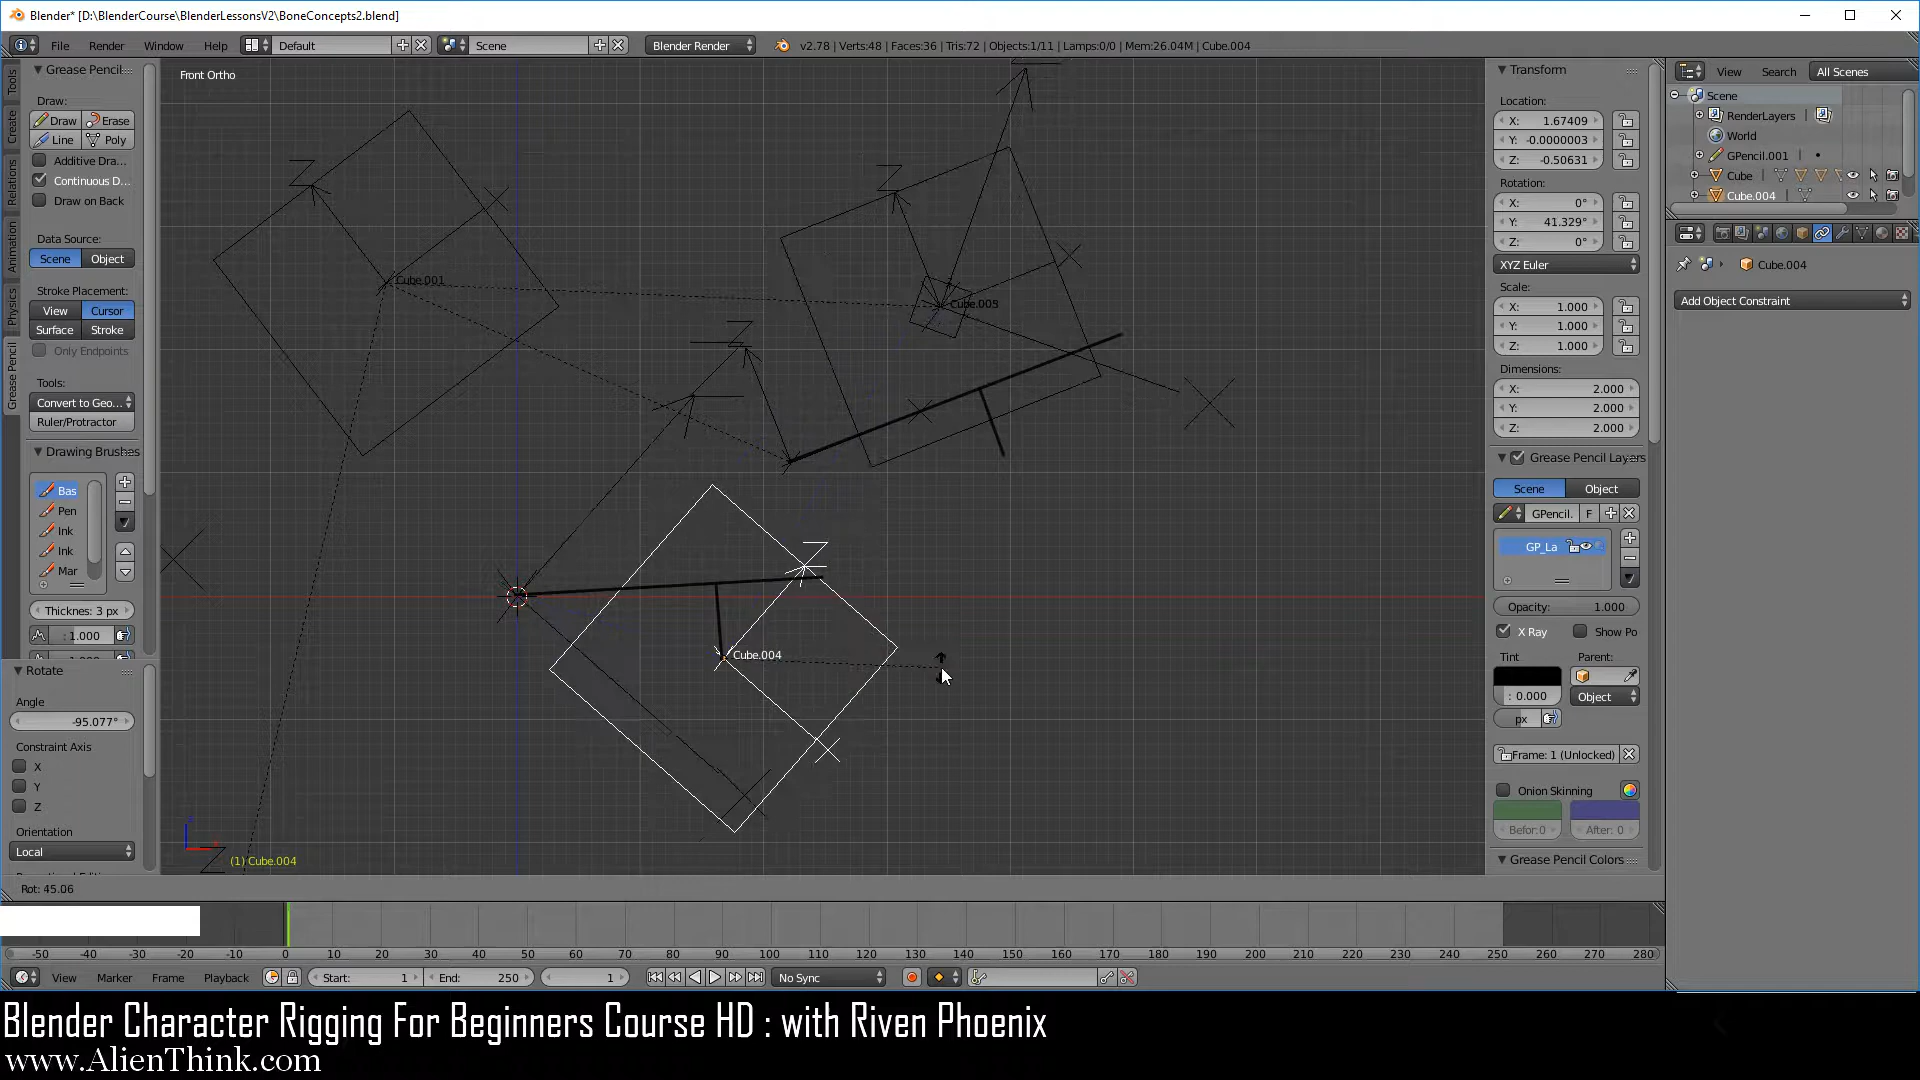 Blender* [D:\BlenderCourse\BlenderLessonsV2\BoneConcepts2.blend]
File Render Window Help Default Scene Blender Render v2.78 | Verts:48 | Faces:36 | Tris:72 | Objects:1/11 | Lamps:0/0 | Mem:26.04M | Cube.004
Tools
Create
Relations
Animation
Physics
Grease Pencil
Grease Pencil
Draw:
Draw Erase
Line Poly
Additive Dra...
Continuous D...
Draw on Back
Data Source:
Scene Object
Stroke Placement:
View Cursor
Surface Stroke
Only Endpoints
Tools:
Convert to Geo...
Ruler/Protractor
Drawing Brushes
Bas
Pen
Ink
Ink
Mar
Thicknes: 3 px
: 1.000
Rotate
Angle
-95.077°
Constraint Axis
X
Y
Z
Orientation
Local
Front Ortho
Z
Z
Z
Z
Z
Cube.001
Cube.005
Cube.004
(1) Cube.004
Rot: 45.06
Transform
Location:
X: 1.67409
Y: -0.0000003
Z: -0.50631
Rotation:
X: 0°
Y: 41.329°
Z: 0°
XYZ Euler
Scale:
X: 1.000
Y: 1.000
Z: 1.000
Dimensions:
X: 2.000
Y: 2.000
Z: 2.000
Grease Pencil Layers
Scene Object
GPencil. F
GP_La
Opacity: 1.000
X Ray Show Po
Tint Parent:
: 0.000 Object
px
Frame: 1 (Unlocked)
Onion Skinning
Befor:0 After: 0
Grease Pencil Colors
View Search All Scenes
Scene
RenderLayers
World
GPencil.001
Cube
Cube.004
Cube.004
Add Object Constraint
-50 -40 -30 -20 -10 0 10 20 30 40 50 60 70 80 90 100 110 120 130 140 150 160 170 180 190 200 210 220 230 240 250 260 270 280
View Marker Frame Playback Start: 1 End: 250 1 No Sync
Blender Character Rigging For Beginners Course HD : with Riven Phoenix
www.AlienThink.com